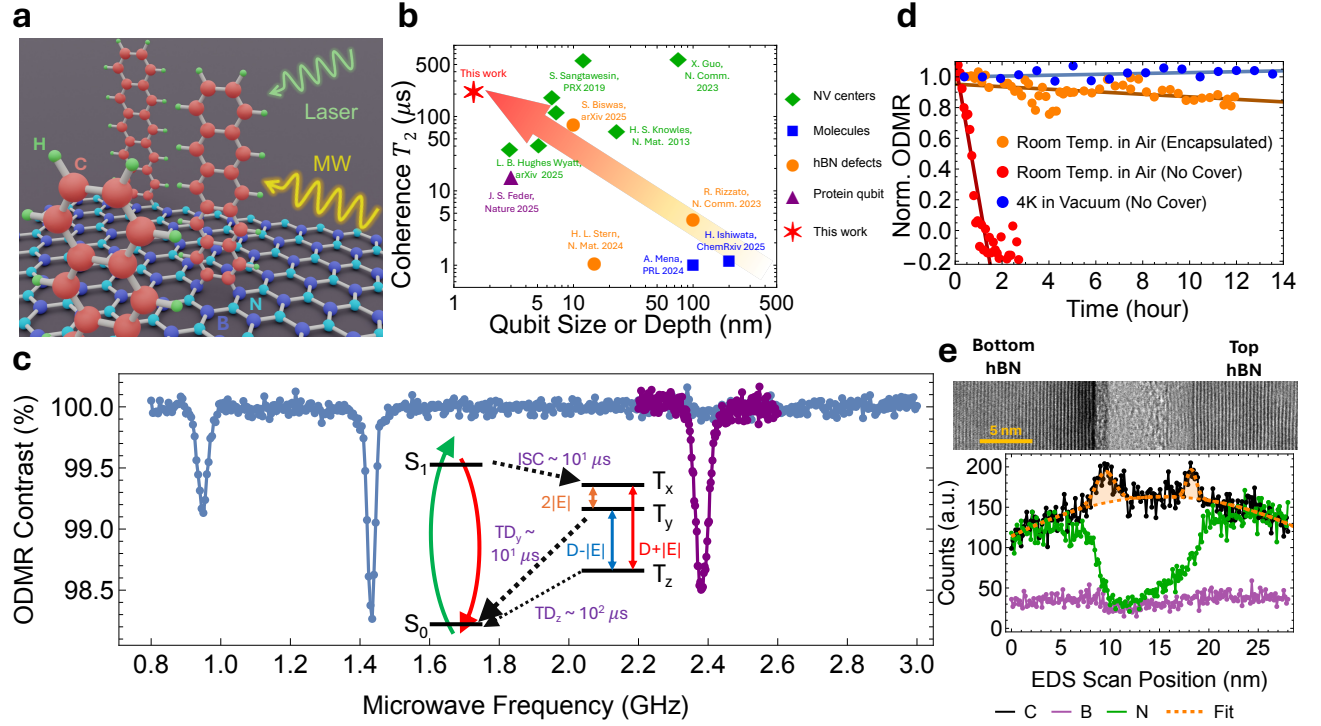 a
Laser
H
C
MW
N
B
b
This work
S. Sangtawesin,
PRX 2019
X. Guo,
N. Comm.
2023
S. Biswas,
arXiv 2025
H. S. Knowles,
N. Mat. 2013
L. B. Hughes Wyatt,
arXiv 2025
J. S. Feder,
Nature 2025
R. Rizzato,
N. Comm. 2023
H. L. Stern,
N. Mat. 2024
H. Ishiwata,
ChemRxiv 2025
A. Mena,
PRL 2024
Coherence T2 (μs)
500
100
50
10
5
1
1
5
10
50
100
500
Qubit Size or Depth (nm)
NV centers
Molecules
hBN defects
Protein qubit
This work
d
Norm. ODMR
1.0
0.8
0.6
0.4
0.2
0.0
−0.2
Room Temp. in Air (Encapsulated)
Room Temp. in Air (No Cover)
4K in Vacuum (No Cover)
0
2
4
6
8
10
12
14
Time (hour)
c
ODMR Contrast (%)
100.0
99.5
99.0
98.5
S1
ISC ~ 10¹ μs
Tx
2|E|
Ty
TDy ~
10¹ μs
D-|E|
D+|E|
Tz
TDz ~ 10² μs
S0
0.8
1.0
1.2
1.4
1.6
1.8
2.0
2.2
2.4
2.6
2.8
3.0
Microwave Frequency (GHz)
e
Bottom
hBN
Top
hBN
5 nm
Counts (a.u.)
200
150
100
50
0
0
5
10
15
20
25
EDS Scan Position (nm)
C
B
N
Fit